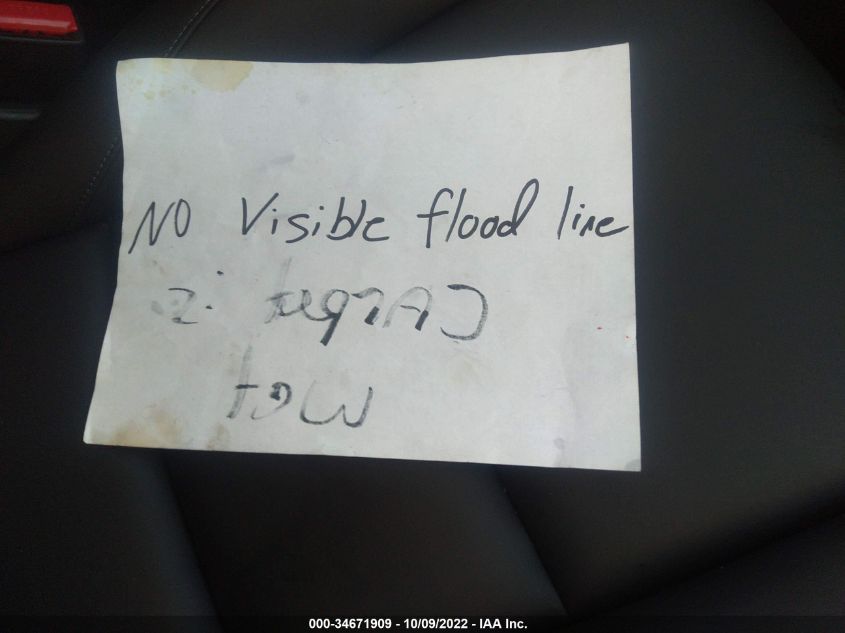 NO Visible flood line
CArpet is
wet
000-34671909 - 10/09/2022 - IAA Inc.